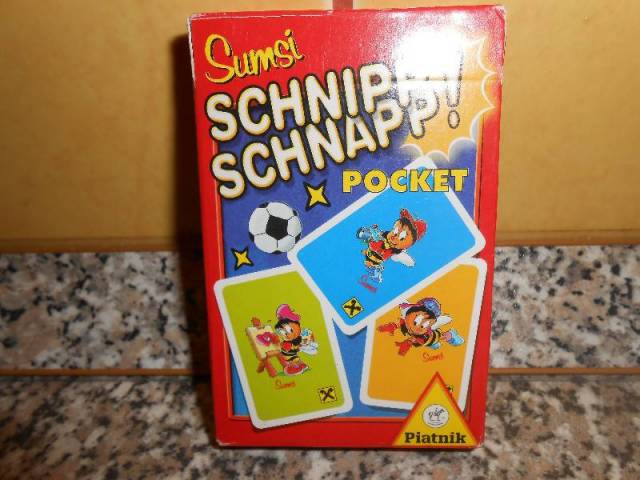 Sumsi
SCHNIPP!
SCHNAPP!
POCKET
Sumsi
Sumsi
Sumsi
Piatnik